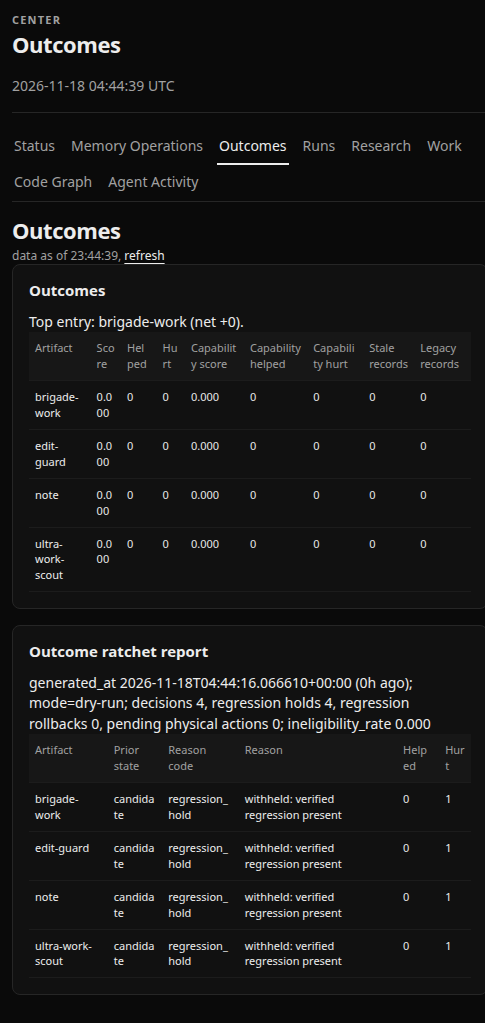 CENTER
Outcomes
2026-11-18 04:44:39 UTC
Status Memory Operations Outcomes Runs Research Work
Code Graph Agent Activity
Outcomes
data as of 23:44:39, refresh
Outcomes
Top entry: brigade-work (net +0).
Artifact Sco Hel Hu Capabilit Capability Capabili Stale Legacy
re ped rt y score helped ty hurt records records
brigade- 0.0 0 0 0.000 0 0 0 0
work 00
edit- 0.0 0 0 0.000 0 0 0 0
guard 00
note 0.0 0 0 0.000 0 0 0 0
00
ultra- 0.0 0 0 0.000 0 0 0 0
work- 00
scout
Outcome ratchet report
generated_at 2026-11-18T04:44:16.066610+00:00 (0h ago);
mode=dry-run; decisions 4, regression holds 4, regression
rollbacks 0, pending physical actions 0; ineligibility_rate 0.000
Artifact Prior Reason Reason Help Hur
state code ed t
brigade- candida regression_ withheld: verified 0 1
work te hold regression present
edit-guard candida regression_ withheld: verified 0 1
te hold regression present
note candida regression_ withheld: verified 0 1
te hold regression present
ultra-work- candida regression_ withheld: verified 0 1
scout te hold regression present